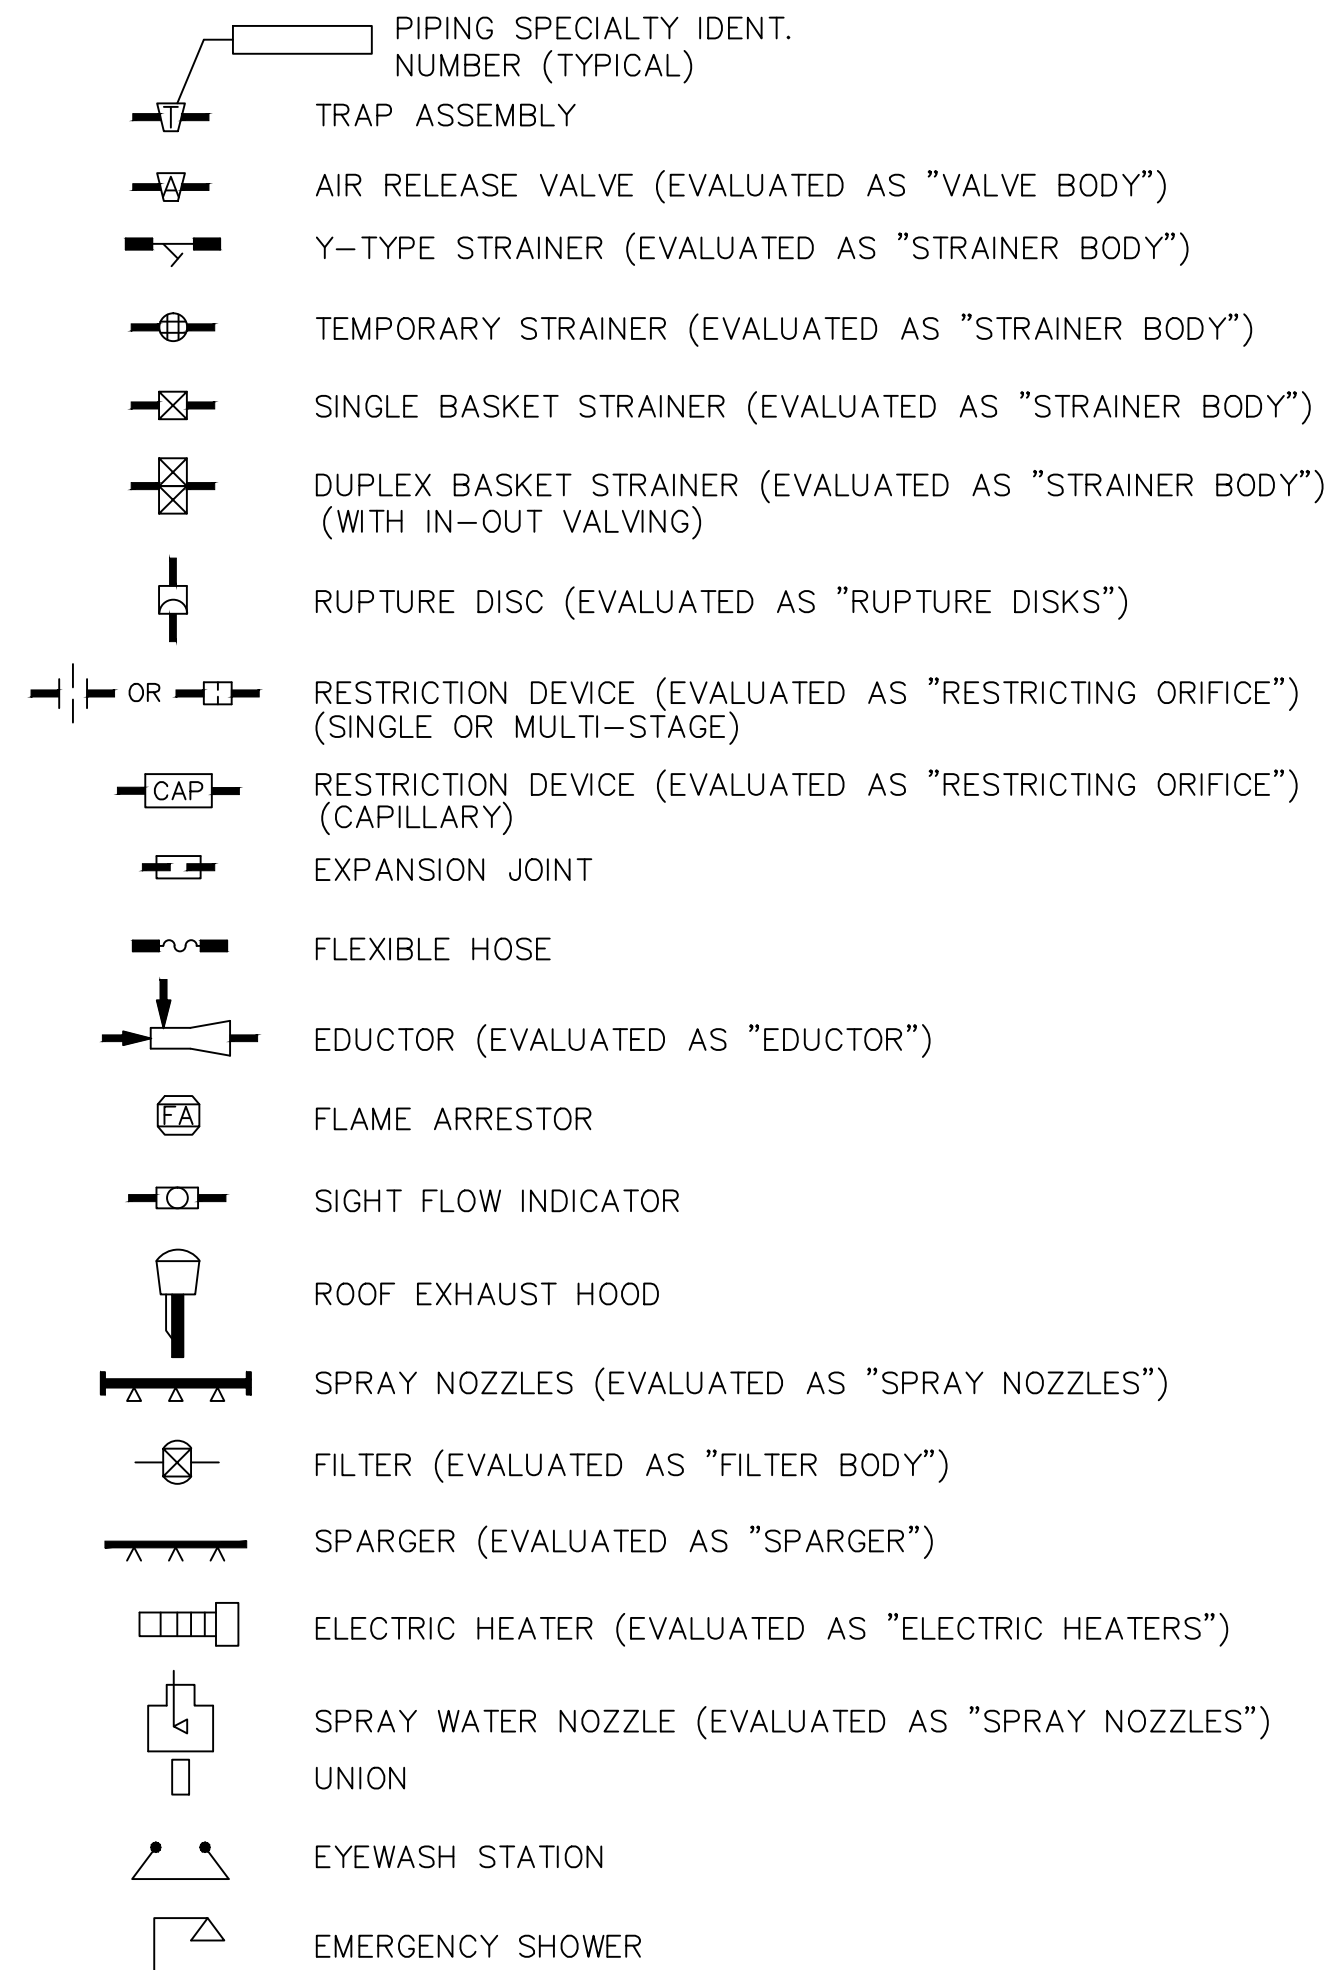 PIPING SPECIALTY IDENT.
NUMBER (TYPICAL)
T TRAP ASSEMBLY
A AIR RELEASE VALVE (EVALUATED AS "VALVE BODY")
Y-TYPE STRAINER (EVALUATED AS "STRAINER BODY")
TEMPORARY STRAINER (EVALUATED AS "STRAINER BODY")
SINGLE BASKET STRAINER (EVALUATED AS "STRAINER BODY")
DUPLEX BASKET STRAINER (EVALUATED AS "STRAINER BODY")
(WITH IN-OUT VALVING)
RUPTURE DISC (EVALUATED AS "RUPTURE DISKS")
OR RESTRICTION DEVICE (EVALUATED AS "RESTRICTING ORIFICE")
(SINGLE OR MULTI-STAGE)
CAP RESTRICTION DEVICE (EVALUATED AS "RESTRICTING ORIFICE")
(CAPILLARY)
EXPANSION JOINT
FLEXIBLE HOSE
EDUCTOR (EVALUATED AS "EDUCTOR")
FA FLAME ARRESTOR
SIGHT FLOW INDICATOR
ROOF EXHAUST HOOD
SPRAY NOZZLES (EVALUATED AS "SPRAY NOZZLES")
FILTER (EVALUATED AS "FILTER BODY")
SPARGER (EVALUATED AS "SPARGER")
ELECTRIC HEATER (EVALUATED AS "ELECTRIC HEATERS")
SPRAY WATER NOZZLE (EVALUATED AS "SPRAY NOZZLES")
UNION
EYEWASH STATION
EMERGENCY SHOWER